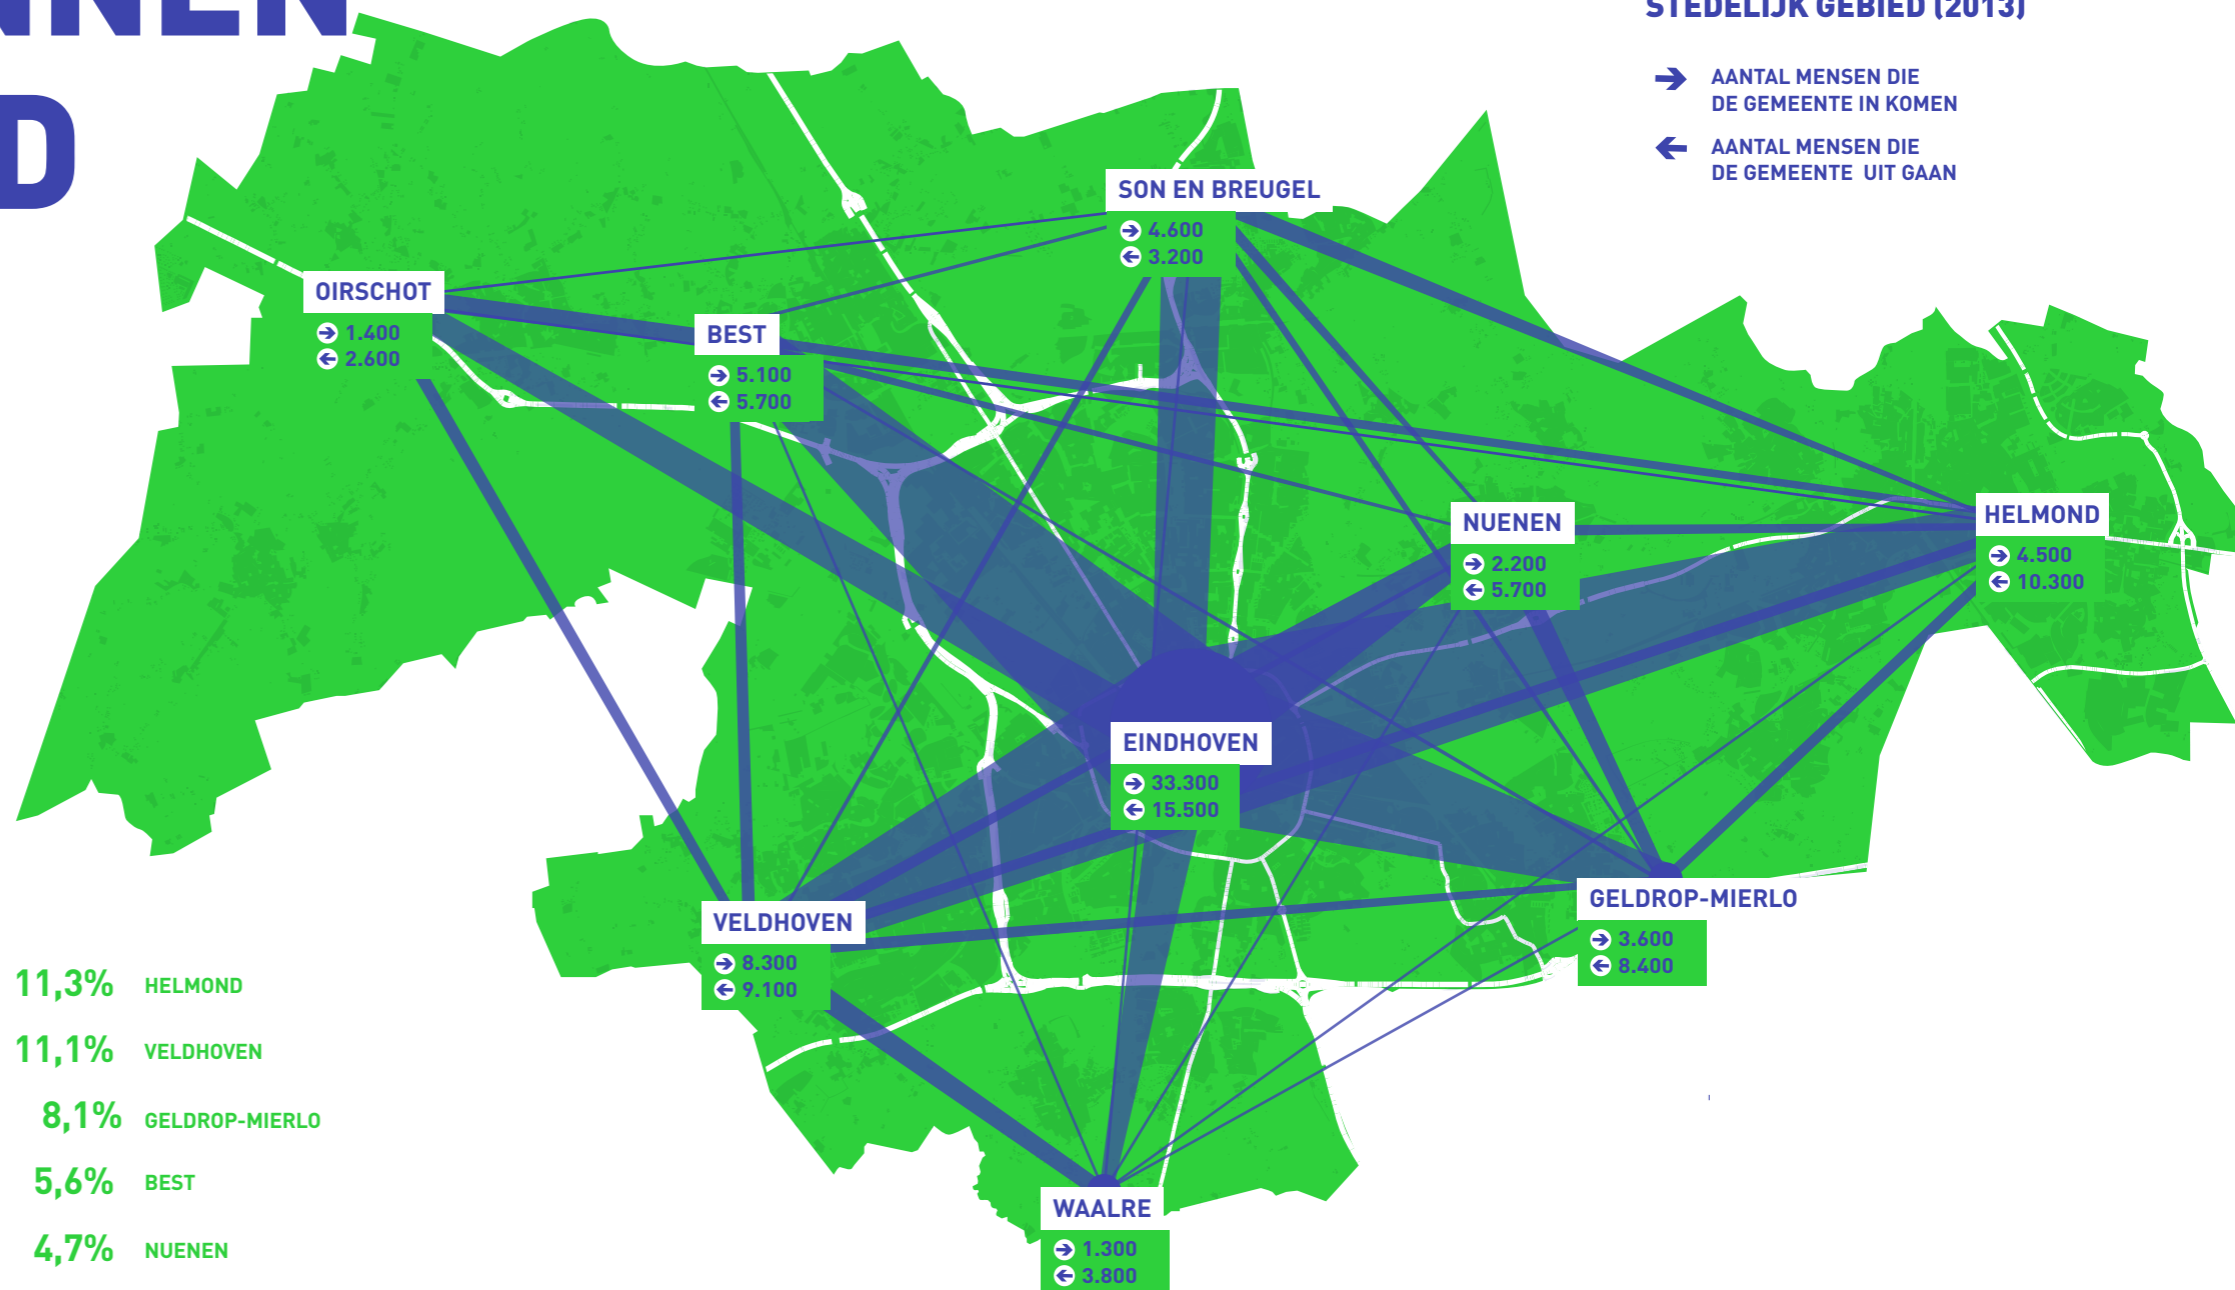 NNEN
D
STEDELIJK GEBIED (2013)
→ AANTAL MENSEN DIE
DE GEMEENTE IN KOMEN
← AANTAL MENSEN DIE
DE GEMEENTE UIT GAAN
SON EN BREUGEL
→ 4.600
← 3.200
OIRSCHOT
→ 1.400
← 2.600
BEST
→ 5.100
← 5.700
NUENEN
→ 2.200
← 5.700
HELMOND
→ 4.500
← 10.300
EINDHOVEN
→ 33.300
← 15.500
GELDROP-MIERLO
→ 3.600
← 8.400
VELDHOVEN
→ 8.300
← 9.100
WAALRE
→ 1.300
← 3.800
11,3% HELMOND
11,1% VELDHOVEN
8,1% GELDROP-MIERLO
5,6% BEST
4,7% NUENEN